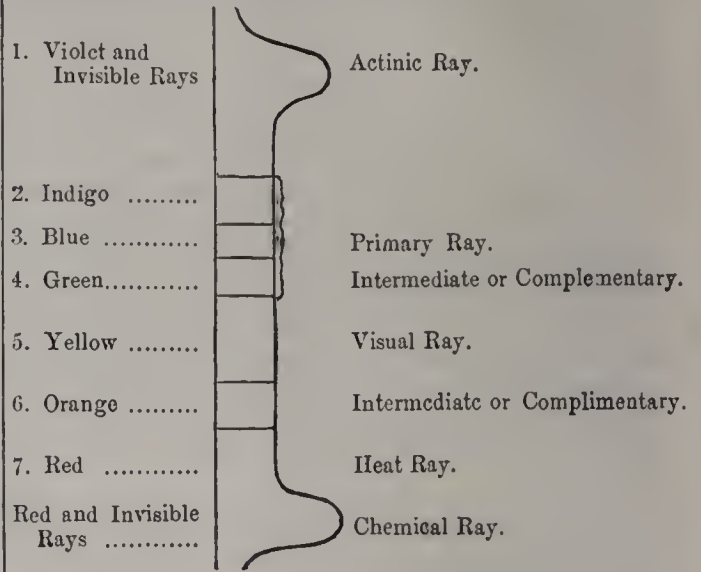 1. Violet and
Invisible Rays
Actinic Ray.
2. Indigo .........
3. Blue ............ Primary Ray.
4. Green............ Intermediate or Complementary.
5. Yellow ......... Visual Ray.
6. Orange ......... Intermediate or Complimentary.
7. Red ............ Heat Ray.
Red and Invisible
Rays ............ Chemical Ray.